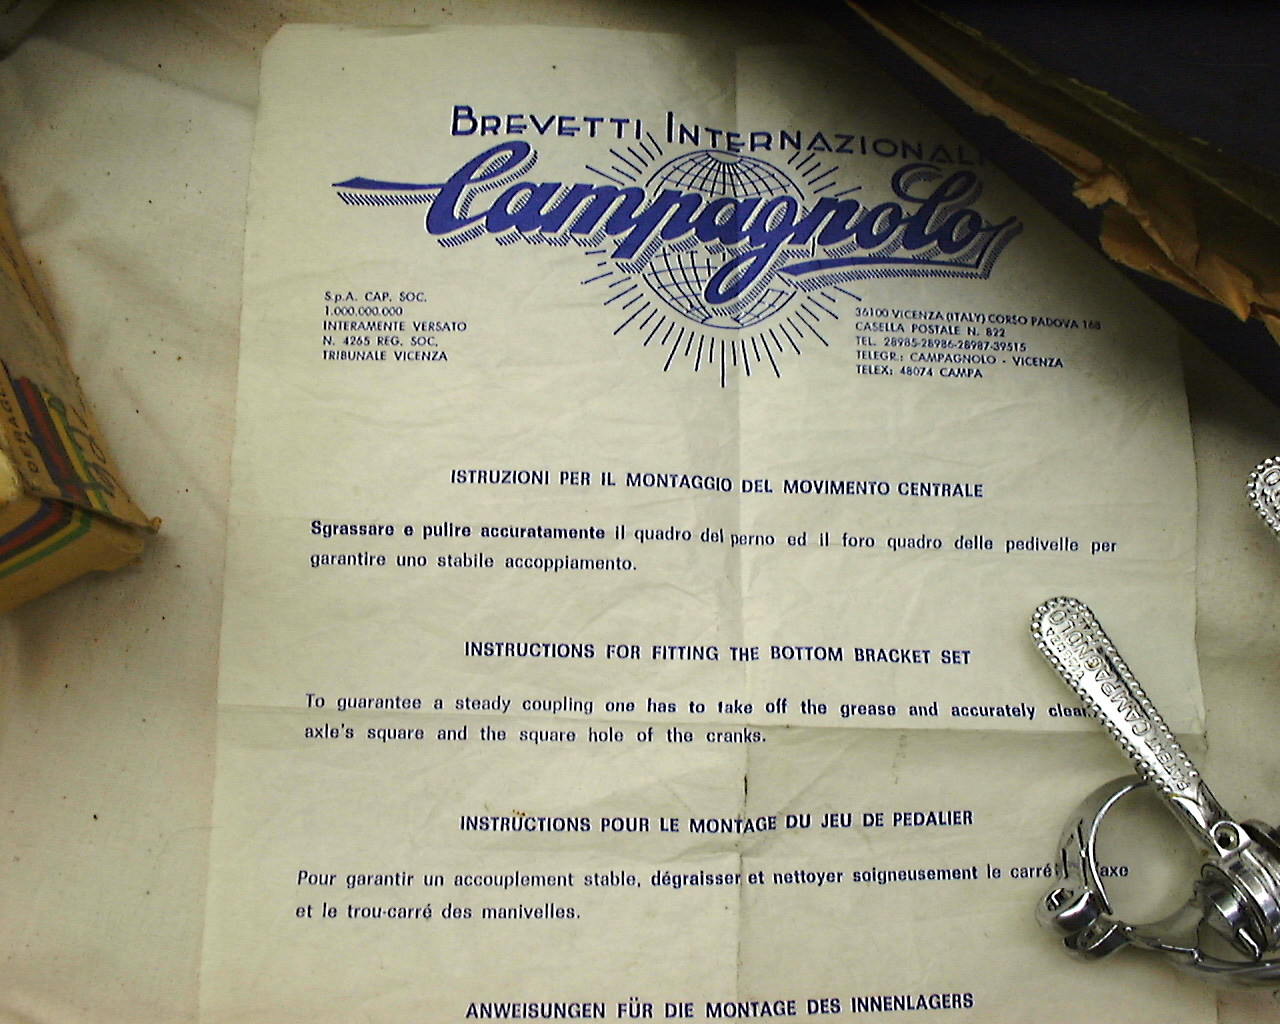 BREVETTI INTERNAZIONALI
Campagnolo
S.p.A. CAP. SOC.
1.000.000.000
INTERAMENTE VERSATO
N. 4265 REG. SOC.
TRIBUNALE VICENZA
36100 VICENZA (ITALY) CORSO PADOVA 168
CASELLA POSTALE N. 822
TEL. 28985-28986-28987-39515
TELEGR.: CAMPAGNOLO - VICENZA
TELEX: 48074 CAMPA
ISTRUZIONI PER IL MONTAGGIO DEL MOVIMENTO CENTRALE
Sgrassare e pulire accuratamente il quadro del perno ed il foro quadro delle pedivelle per
garantire uno stabile accoppiamento.
INSTRUCTIONS FOR FITTING THE BOTTOM BRACKET SET
To guarantee a steady coupling one has to take off the grease and accurately clean
axle's square and the square hole of the cranks.
INSTRUCTIONS POUR LE MONTAGE DU JEU DE PEDALIER
Pour garantir un accouplement stable, dégraisser et nettoyer soigneusement le carré axe
et le trou-carré des manivelles.
ANWEISUNGEN FÜR DIE MONTAGE DES INNENLAGERS
PATENT CAMPAGNOLO